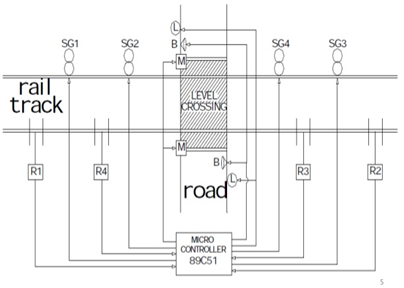 L
SG1 SG2 B SG4 SG3
M
rail
track
LEVEL
CROSSING
M
B
R1 R4 R3 R2
L
road
MICRO
CONTROLLER
89C51
5